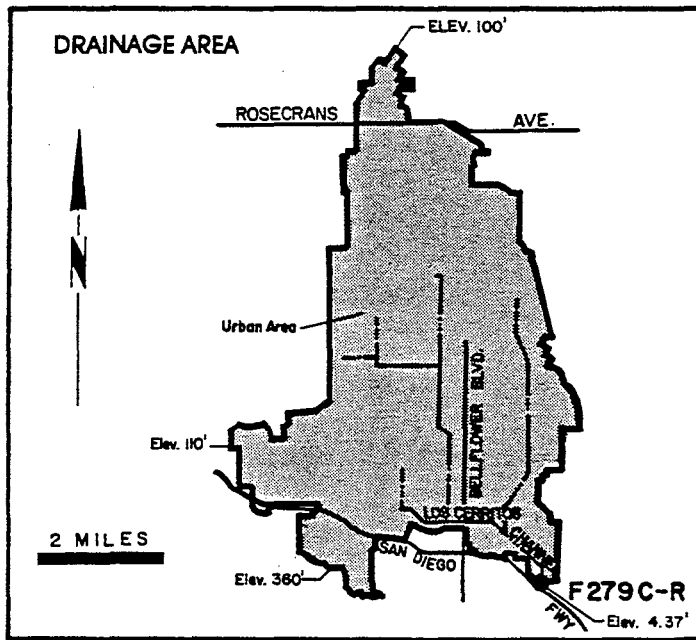 DRAINAGE AREA
ELEV. 100'
ROSECRANS AVE.
N
Urban Area
BELLFLOWER BLVD.
Elev. 110'
LOS CERRITOS
CHANNEL
2 MILES
SAN DIEGO
FWY
Elev. 360'
F279C-R
Elev. 4.37'